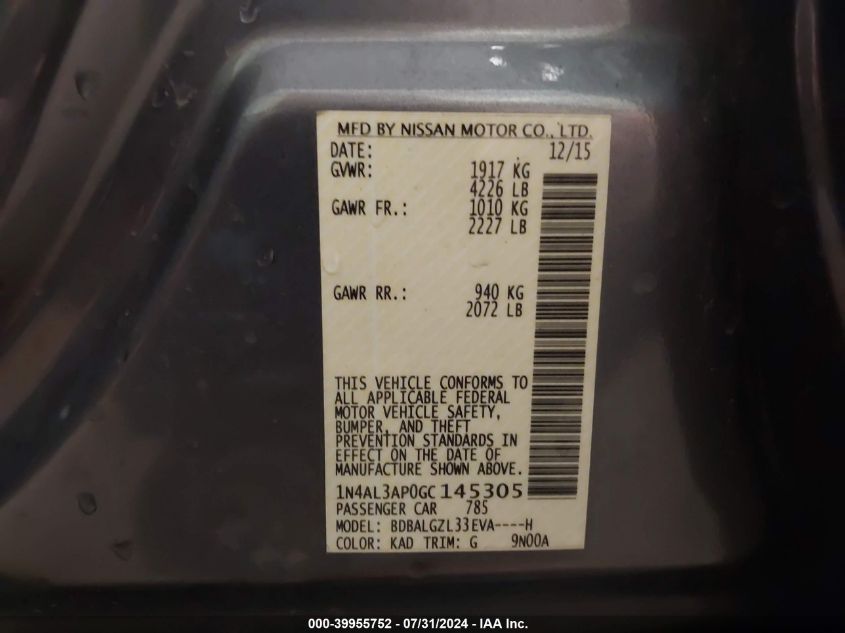 MFD BY NISSAN MOTOR CO., LTD.
DATE: 12/15
GVWR: 1917 KG
4226 LB
GAWR FR.: 1010 KG
2227 LB
GAWR RR.: 940 KG
2072 LB
THIS VEHICLE CONFORMS TO
ALL APPLICABLE FEDERAL
MOTOR VEHICLE SAFETY,
BUMPER, AND THEFT
PREVENTION STANDARDS IN
EFFECT ON THE DATE OF
MANUFACTURE SHOWN ABOVE.
1N4AL3AP0GC145305
PASSENGER CAR 785
MODEL: BDBALGZL33EVA----H
COLOR: KAD TRIM: G 9N00A
000-39955752 - 07/31/2024 - IAA Inc.